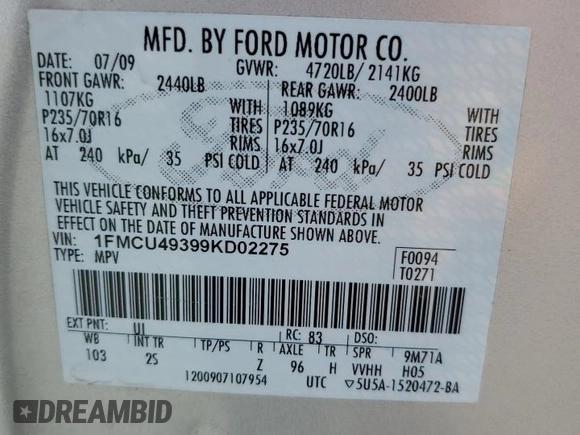 MFD. BY FORD MOTOR CO.
DATE: 07/09 GVWR: 4720LB/ 2141KG
FRONT GAWR: 2440LB REAR GAWR: 2400LB
1107KG WITH 1089KG WITH
P235/70R16 TIRES P235/70R16 TIRES
16x7.0J RIMS 16x7.0J RIMS
AT 240 kPa/ 35 PSI COLD AT 240 kPa/ 35 PSI COLD
THIS VEHICLE CONFORMS TO ALL APPLICABLE FEDERAL MOTOR
VEHICLE SAFETY AND THEFT PREVENTION STANDARDS IN
EFFECT ON THE DATE OF MANUFACTURE SHOWN ABOVE.
VIN: 1FMCU49399KD02275
TYPE: MPV
F0094
T0271
EXT PNT: UI RC: 83 DSO:
WB INT TR TP/PS R AXLE TR SPR 9M71A
103 2S Z 96 H VVHH H05
1200907107954 UTC ▽5U5A-1520472-BA
Ford
DREAMBID